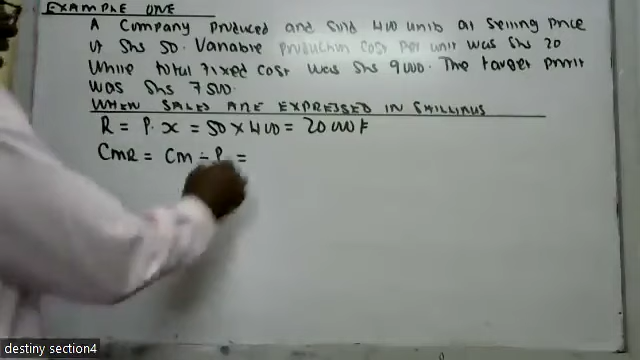 EXAMPLE ONE
A Company produced and sold 400 units at selling price
of Shs 50. Variable production cost per unit was Shs 20
While total fixed cost was Shs 9000. The target profit
was Shs 7500.
WHEN SALES ARE EXPRESSED IN SHILLINGS
R = P.x = 50 x 400 = 20 000 F
CMR = CM ÷ P =
destiny section4